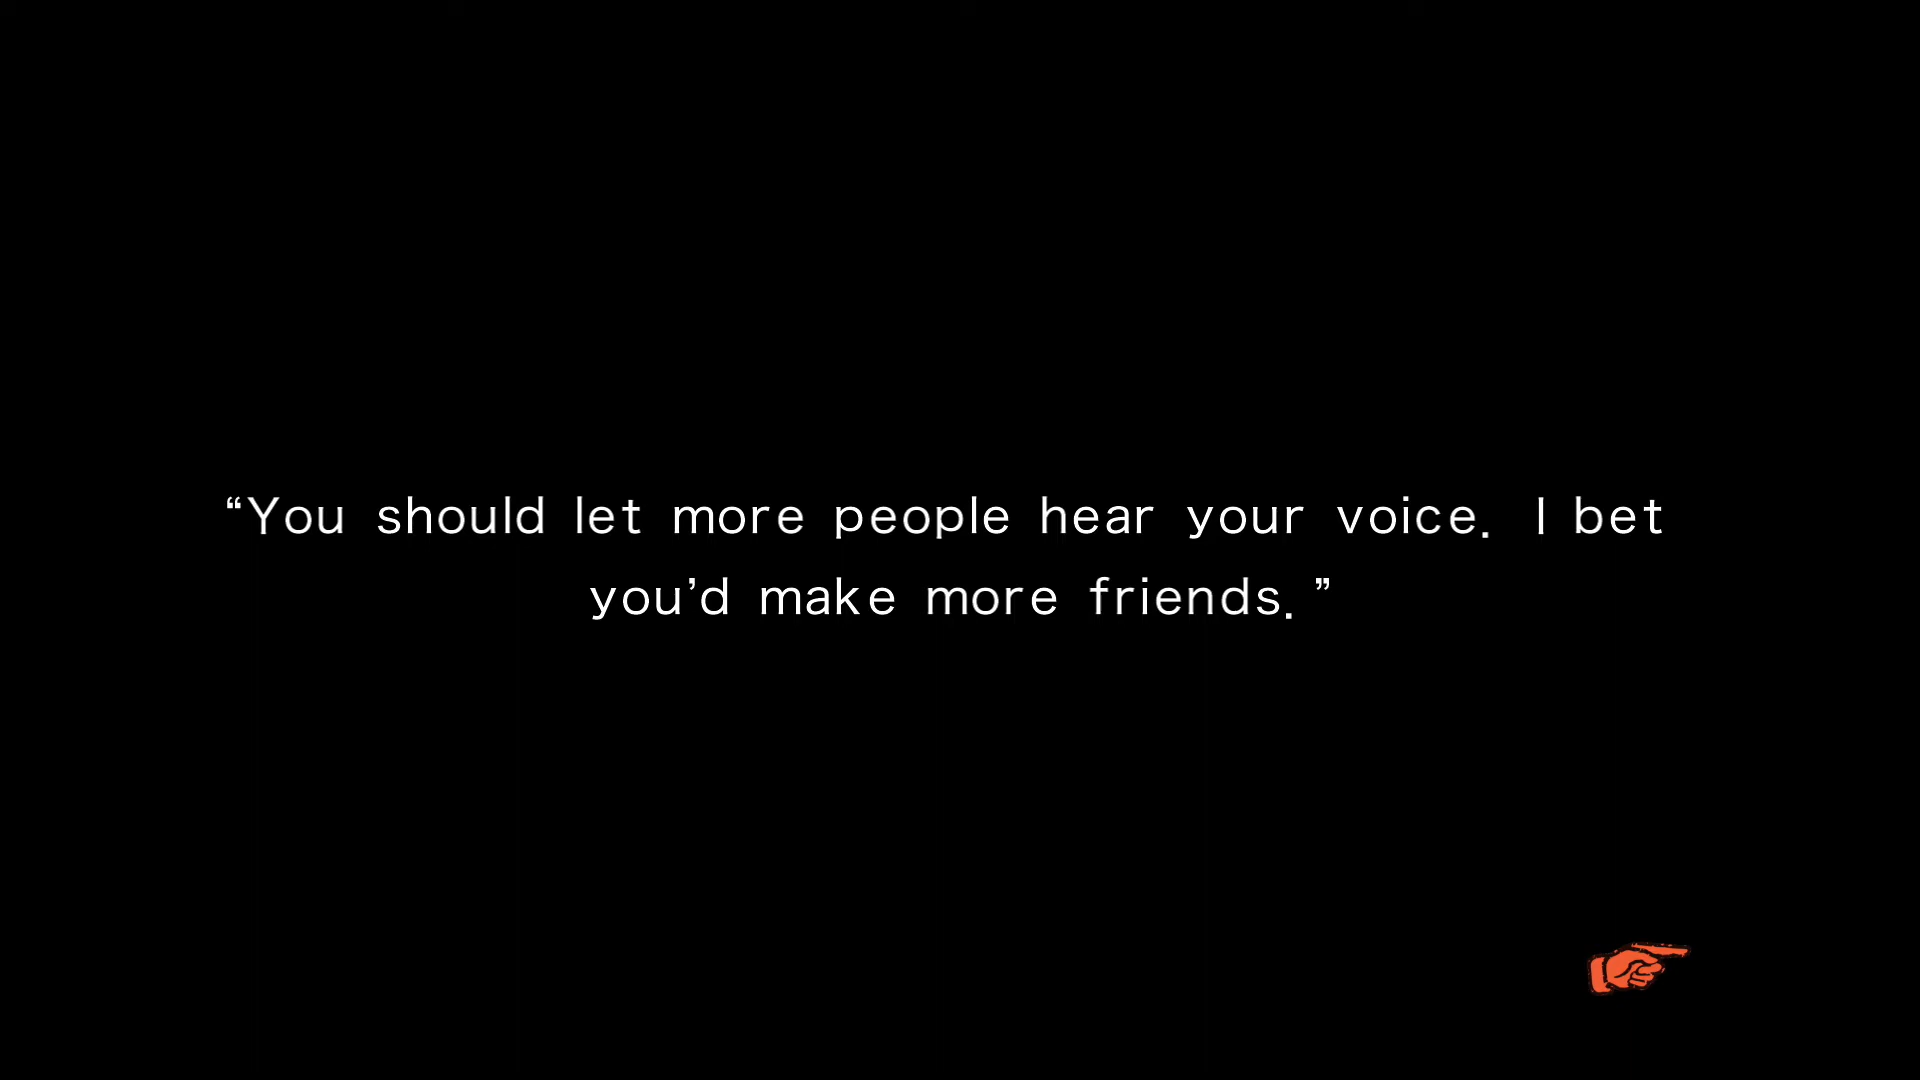 “You should let more people hear your voice. I bet
you’d make more friends.”